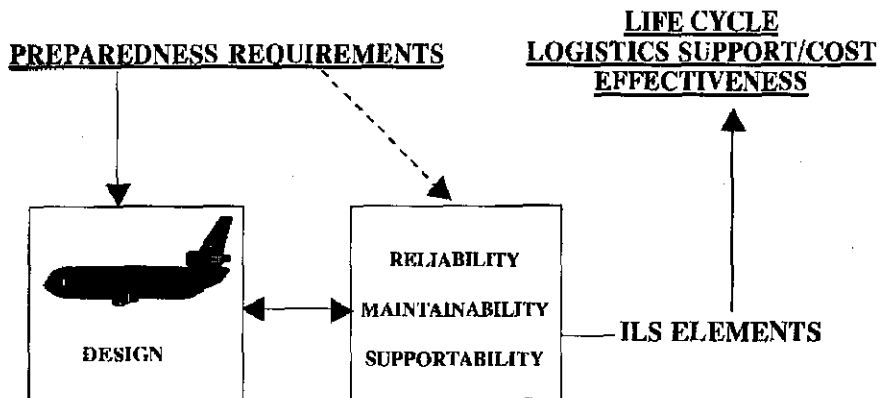 PREPAREDNESS REQUIREMENTS
LIFE CYCLE
LOGISTICS SUPPORT/COST
EFFECTIVENESS
DESIGN
RELIABILITY
MAINTAINABILITY
SUPPORTABILITY
ILS ELEMENTS